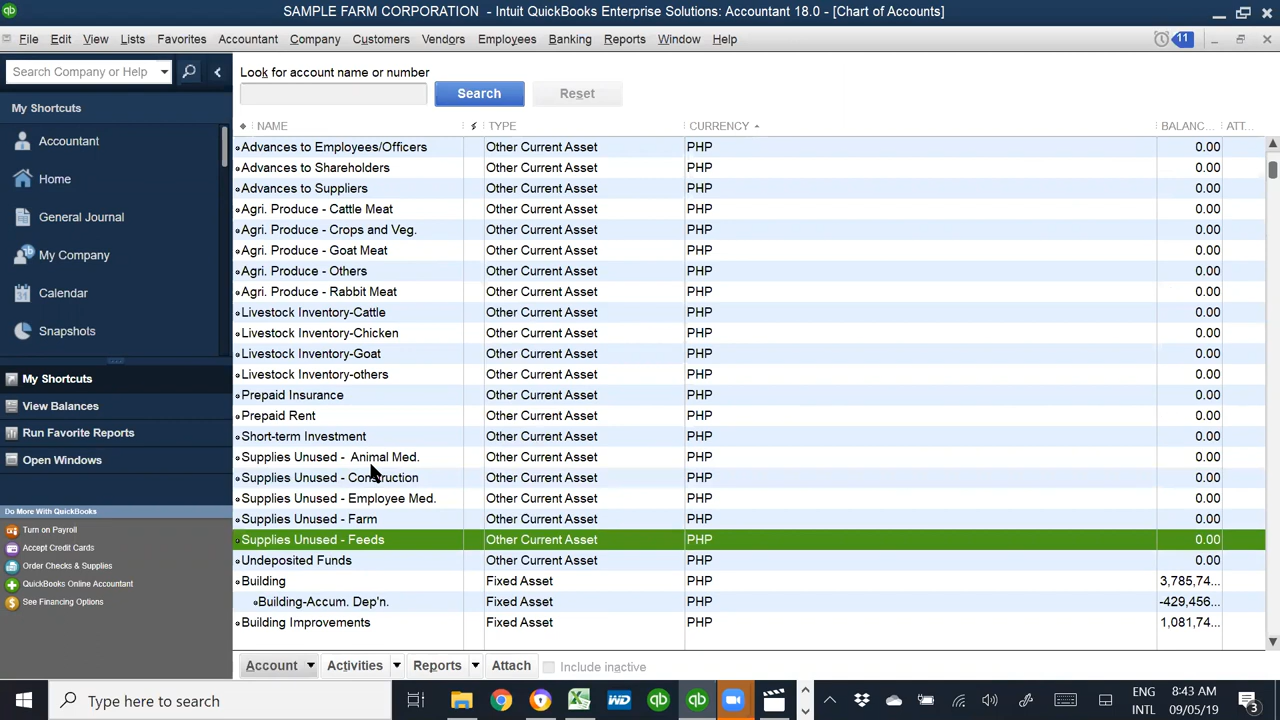 SAMPLE FARM CORPORATION - Intuit QuickBooks Enterprise Solutions: Accountant 18.0 - [Chart of Accounts]
File Edit View Lists Favorites Accountant Company Customers Vendors Employees Banking Reports Window Help 11
Search Company or Help
My Shortcuts
Accountant
Home
General Journal
My Company
Calendar
Snapshots
My Shortcuts
View Balances
Run Favorite Reports
Open Windows
Do More With QuickBooks
Turn on Payroll
Accept Credit Cards
Order Checks & Supplies
QuickBooks Online Accountant
See Financing Options
Look for account name or number
Search Reset
NAME TYPE CURRENCY BALANC... ATT...
Advances to Employees/Officers Other Current Asset PHP 0.00
Advances to Shareholders Other Current Asset PHP 0.00
Advances to Suppliers Other Current Asset PHP 0.00
Agri. Produce - Cattle Meat Other Current Asset PHP 0.00
Agri. Produce - Crops and Veg. Other Current Asset PHP 0.00
Agri. Produce - Goat Meat Other Current Asset PHP 0.00
Agri. Produce - Others Other Current Asset PHP 0.00
Agri. Produce - Rabbit Meat Other Current Asset PHP 0.00
Livestock Inventory-Cattle Other Current Asset PHP 0.00
Livestock Inventory-Chicken Other Current Asset PHP 0.00
Livestock Inventory-Goat Other Current Asset PHP 0.00
Livestock Inventory-others Other Current Asset PHP 0.00
Prepaid Insurance Other Current Asset PHP 0.00
Prepaid Rent Other Current Asset PHP 0.00
Short-term Investment Other Current Asset PHP 0.00
Supplies Unused - Animal Med. Other Current Asset PHP 0.00
Supplies Unused - Construction Other Current Asset PHP 0.00
Supplies Unused - Employee Med. Other Current Asset PHP 0.00
Supplies Unused - Farm Other Current Asset PHP 0.00
Supplies Unused - Feeds Other Current Asset PHP 0.00
Undeposited Funds Other Current Asset PHP 0.00
Building Fixed Asset PHP 3,785,74...
Building-Accum. Dep'n. Fixed Asset PHP -429,456...
Building Improvements Fixed Asset PHP 1,081,74...
Account Activities Reports Attach Include inactive
Type here to search
WD
ENG
INTL
8:43 AM
09/05/19
3